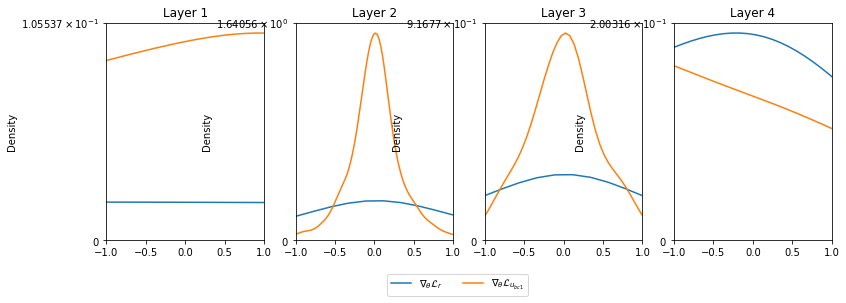 Layer 1
Layer 2
Layer 3
Layer 4
1.05537 × 10⁻¹
1.64056 × 10⁰
9.1677 × 10⁻¹
2.00316 × 10⁻¹
Density
Density
Density
Density
0
0
0
0
−1.0 −0.5 0.0 0.5 1.0
−1.0 −0.5 0.0 0.5 1.0
−1.0 −0.5 0.0 0.5 1.0
−1.0 −0.5 0.0 0.5 1.0
∇θℒr
∇θℒu_bc1